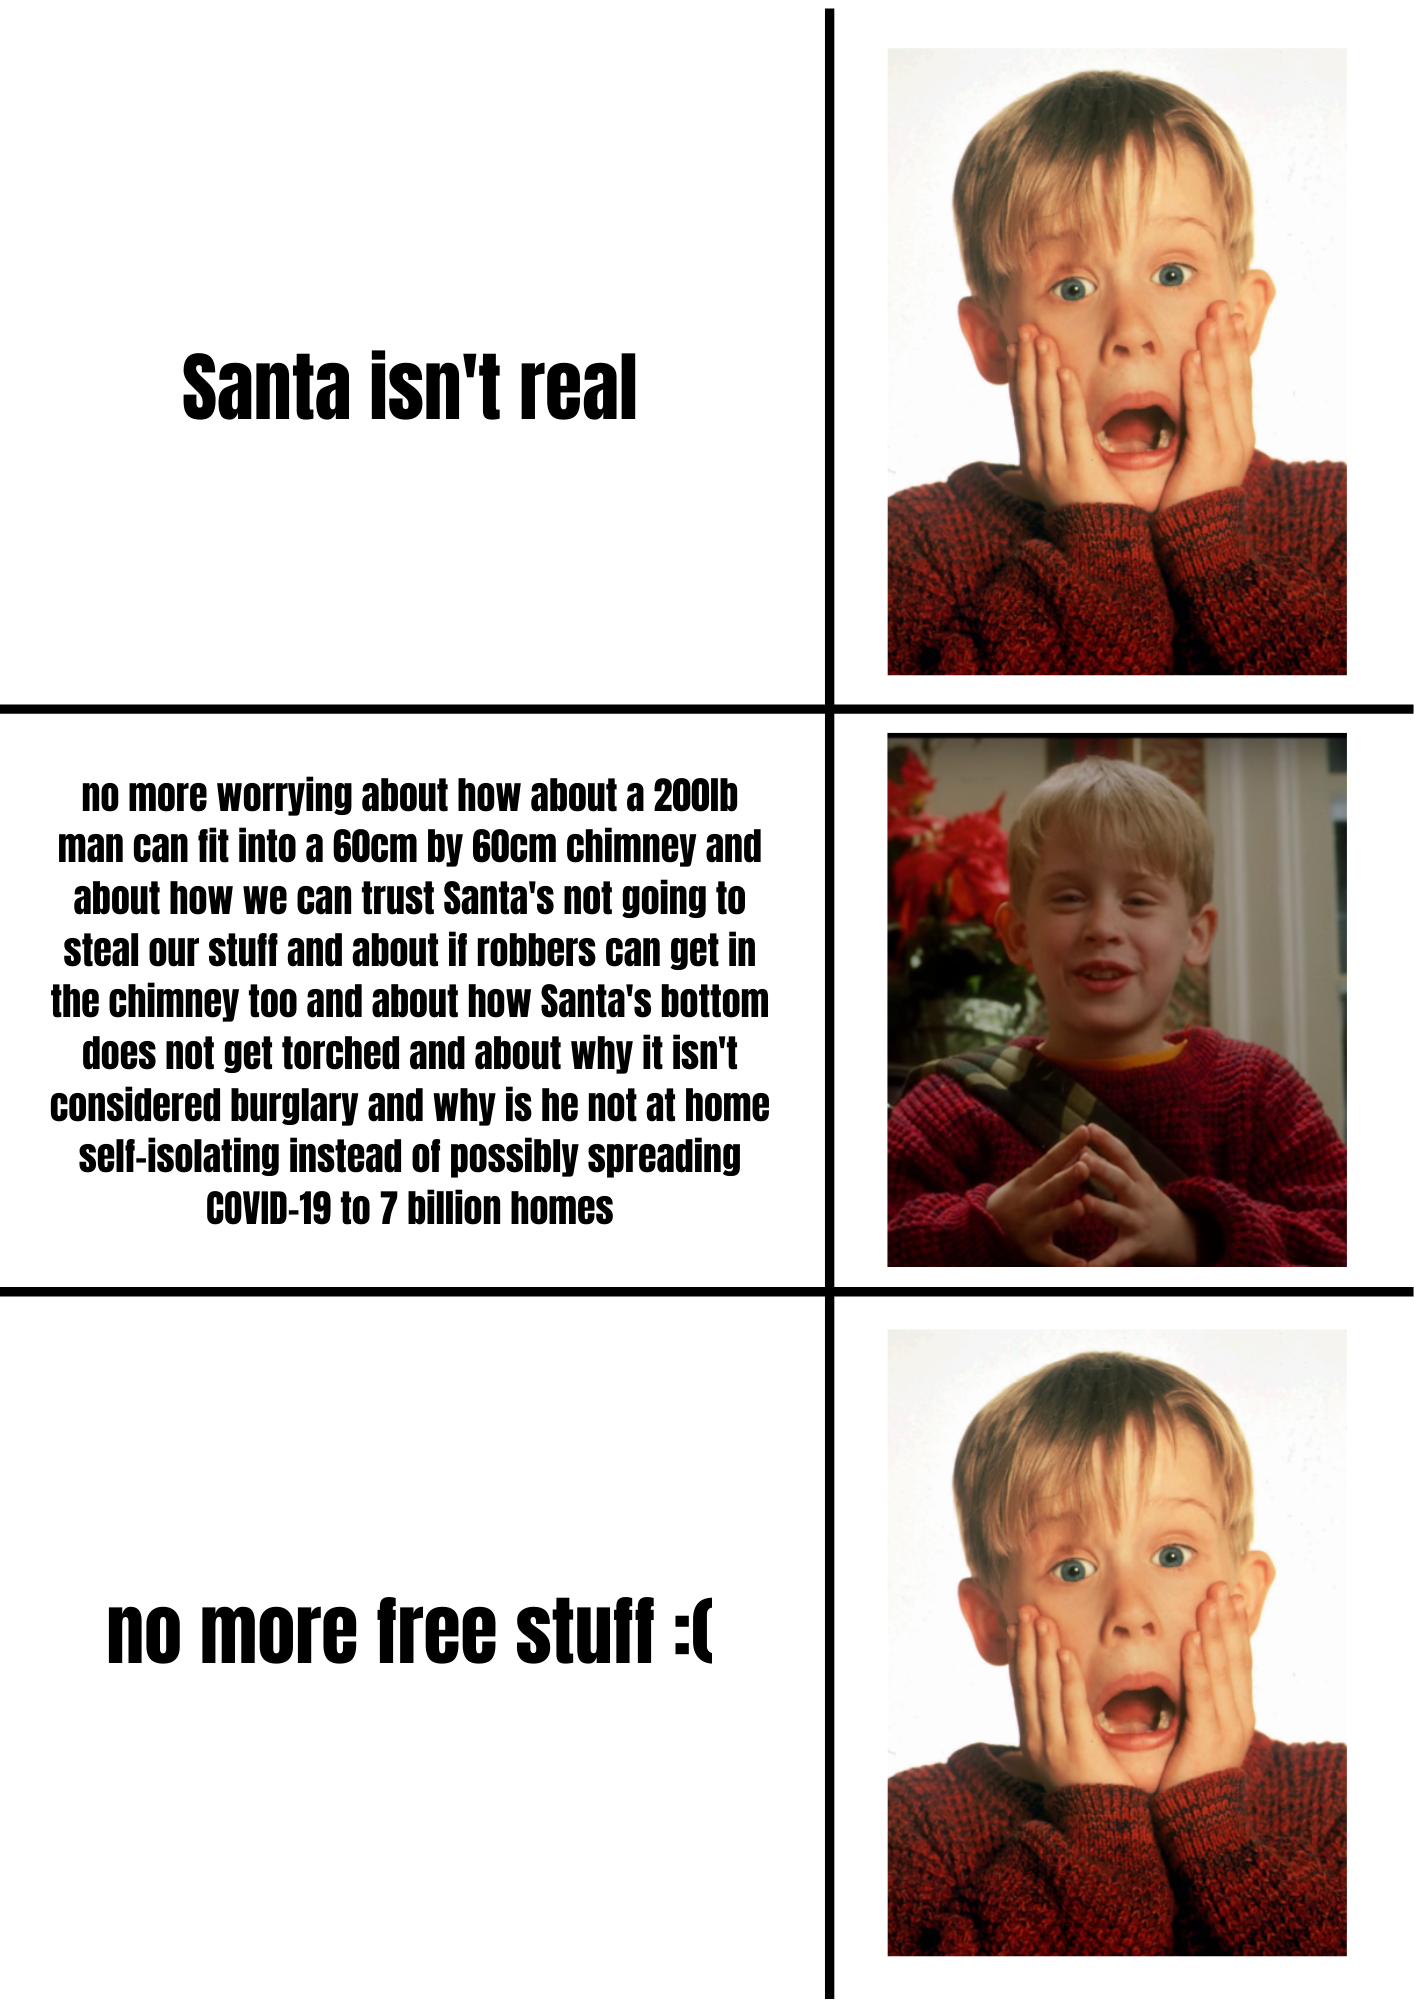 Santa isn't real
no more worrying about how about a 200lb
man can fit into a 60cm by 60cm chimney and
about how we can trust Santa's not going to
steal our stuff and about if robbers can get in
the chimney too and about how Santa's bottom
does not get torched and about why it isn't
considered burglary and why is he not at home
self-isolating instead of possibly spreading
COVID-19 to 7 billion homes
no more free stuff :(